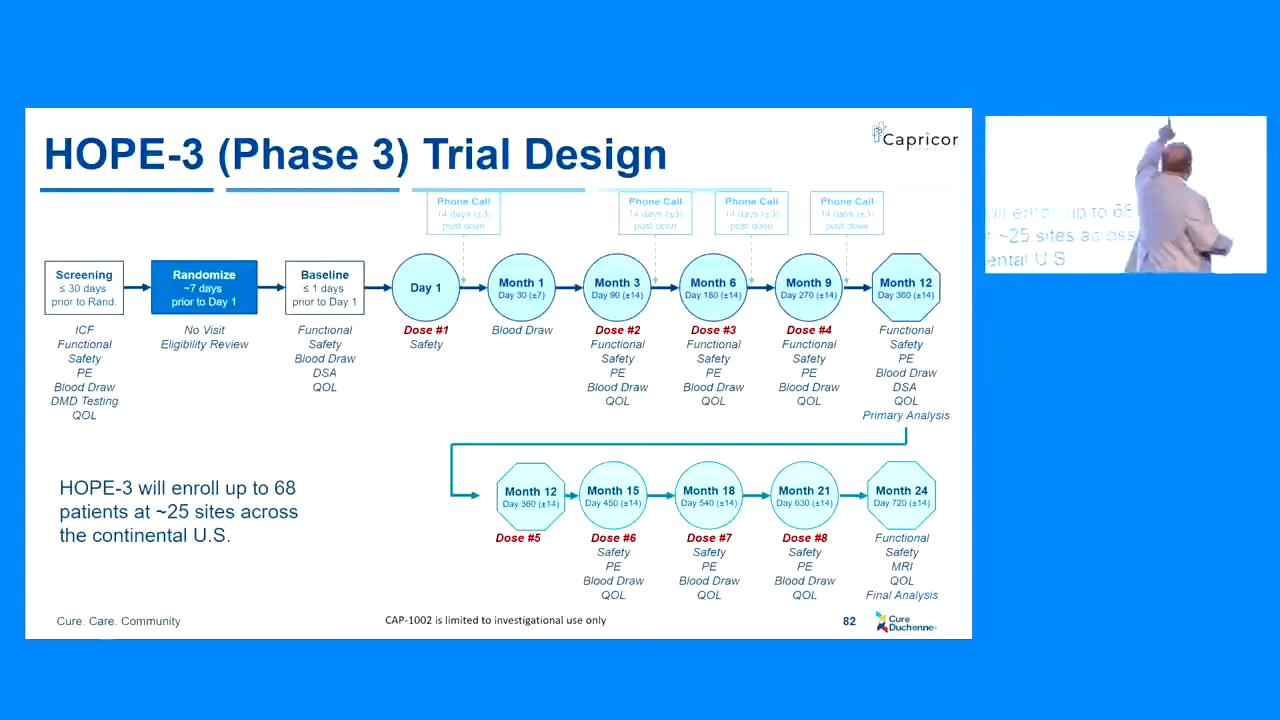 HOPE-3 (Phase 3) Trial Design
Capricor
Phone Call
14 days (±3)
post dose
Phone Call
14 days (±3)
post dose
Phone Call
14 days (±3)
post dose
Phone Call
14 days (±3)
post dose
Screening
≤ 30 days
prior to Rand.
Randomize
~7 days
prior to Day 1
Baseline
≤ 1 days
prior to Day 1
Day 1
Month 1
Day 30 (±7)
Month 3
Day 90 (±14)
Month 6
Day 180 (±14)
Month 9
Day 270 (±14)
Month 12
Day 360 (±14)
ICF
Functional
Safety
PE
Blood Draw
DMD Testing
QOL
No Visit
Eligibility Review
Functional
Safety
Blood Draw
DSA
QOL
Dose #1
Safety
Blood Draw
Dose #2
Functional
Safety
PE
Blood Draw
QOL
Dose #3
Functional
Safety
PE
Blood Draw
QOL
Dose #4
Functional
Safety
PE
Blood Draw
QOL
Functional
Safety
PE
Blood Draw
DSA
QOL
Primary Analysis
HOPE-3 will enroll up to 68
patients at ~25 sites across
the continental U.S.
Month 12
Day 360 (±14)
Month 15
Day 450 (±14)
Month 18
Day 540 (±14)
Month 21
Day 630 (±14)
Month 24
Day 720 (±14)
Dose #5
Dose #6
Safety
PE
Blood Draw
QOL
Dose #7
Safety
PE
Blood Draw
QOL
Dose #8
Safety
PE
Blood Draw
QOL
Functional
Safety
MRI
QOL
Final Analysis
Cure. Care. Community
CAP-1002 is limited to investigational use only
82
Cure
Duchenne
will enroll up to 68
~25 sites across
ental U.S